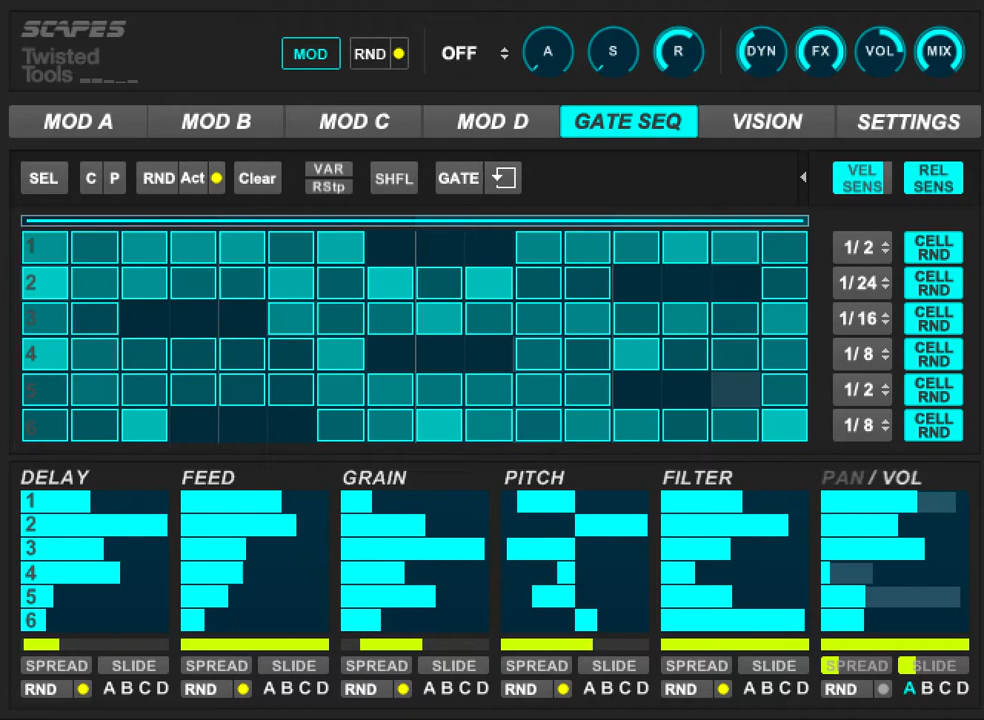 SCAPES
Twisted
Tools _____
MOD RND OFF A S R DYN FX VOL MIX
MOD A MOD B MOD C MOD D GATE SEQ VISION SETTINGS
SEL C P RND Act Clear VAR RStp SHFL GATE VEL SENS REL SENS
1 1/ 2 CELL RND
2 1/ 24 CELL RND
3 1/ 16 CELL RND
4 1/ 8 CELL RND
5 1/ 2 CELL RND
6 1/ 8 CELL RND
DELAY FEED GRAIN PITCH FILTER PAN / VOL
1
2
3
4
5
6
SPREAD SLIDE SPREAD SLIDE SPREAD SLIDE SPREAD SLIDE SPREAD SLIDE SPREAD SLIDE
RND A B C D RND A B C D RND A B C D RND A B C D RND A B C D RND A B C D